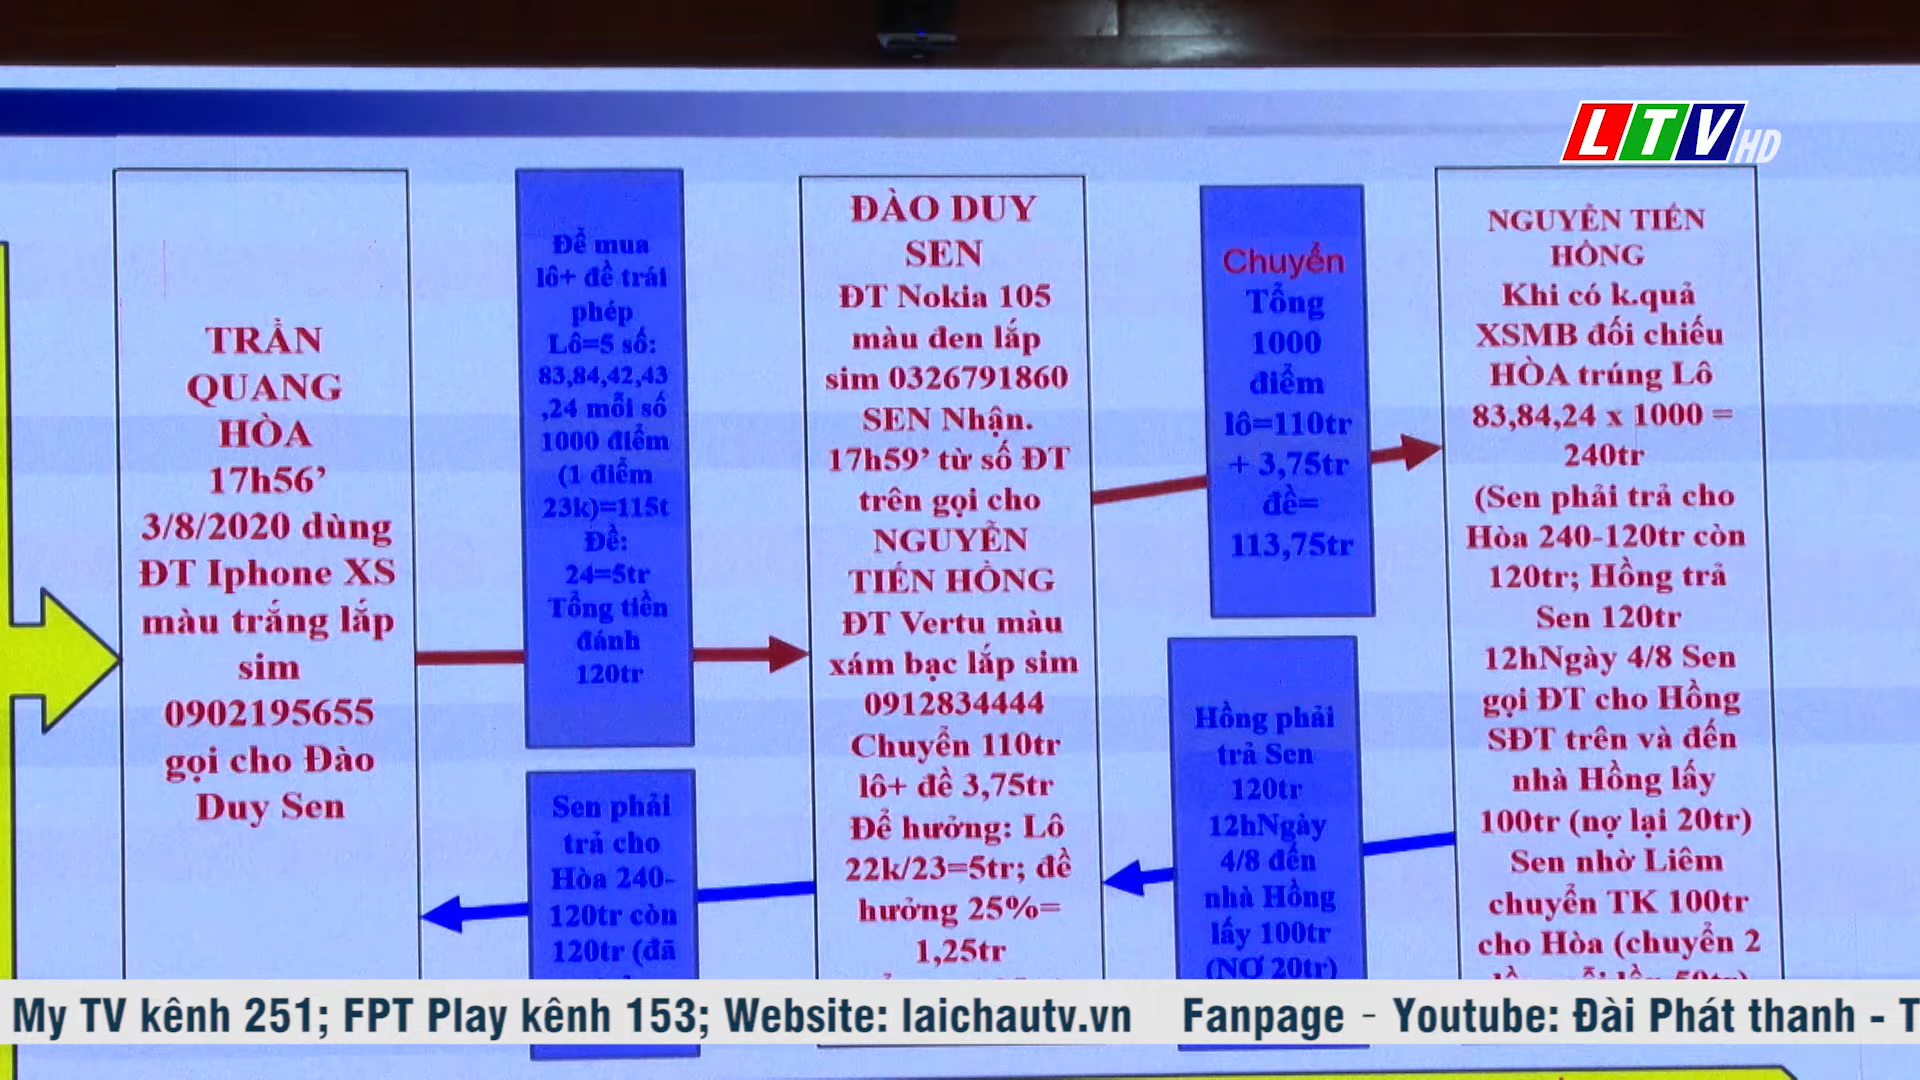 LTV HD
TRẦN
QUANG
HÒA
17h56’
3/8/2020 dùng
ĐT Iphone XS
màu trắng lắp
sim
0902195655
gọi cho Đào
Duy Sen
Để mua
lô+ đề trái
phép
Lô=5 số:
83,84,42,43
,24 mỗi số
1000 điểm
(1 điểm
23k)=115t
Đề:
24=5tr
Tổng tiền
đánh
120tr
Sen phải
trả cho
Hòa 240-
120tr còn
120tr (đã
ĐÀO DUY
SEN
ĐT Nokia 105
màu đen lắp
sim 0326791860
SEN Nhận.
17h59’ từ số ĐT
trên gọi cho
NGUYỄN
TIẾN HỒNG
ĐT Vertu màu
xám bạc lắp sim
0912834444
Chuyển 110tr
lô+ đề 3,75tr
Để hưởng: Lô
22k/23=5tr; đề
hưởng 25%=
1,25tr
Chuyển
Tổng
1000
điểm
lô=110tr
+ 3,75tr
đề=
113,75tr
Hồng phải
trả Sen
120tr
12hNgày
4/8 đến
nhà Hồng
lấy 100tr
(NỢ 20tr)
NGUYỄN TIẾN
HỒNG
Khi có k.quả
XSMB đối chiếu
HÒA trúng Lô
83,84,24 x 1000 =
240tr
(Sen phải trả cho
Hòa 240-120tr còn
120tr; Hồng trả
Sen 120tr
12hNgày 4/8 Sen
gọi ĐT cho Hồng
SĐT trên và đến
nhà Hồng lấy
100tr (nợ lại 20tr)
Sen nhờ Liêm
chuyển TK 100tr
cho Hòa (chuyển 2
My TV kênh 251; FPT Play kênh 153; Website: laichautv.vn Fanpage - Youtube: Đài Phát thanh - T